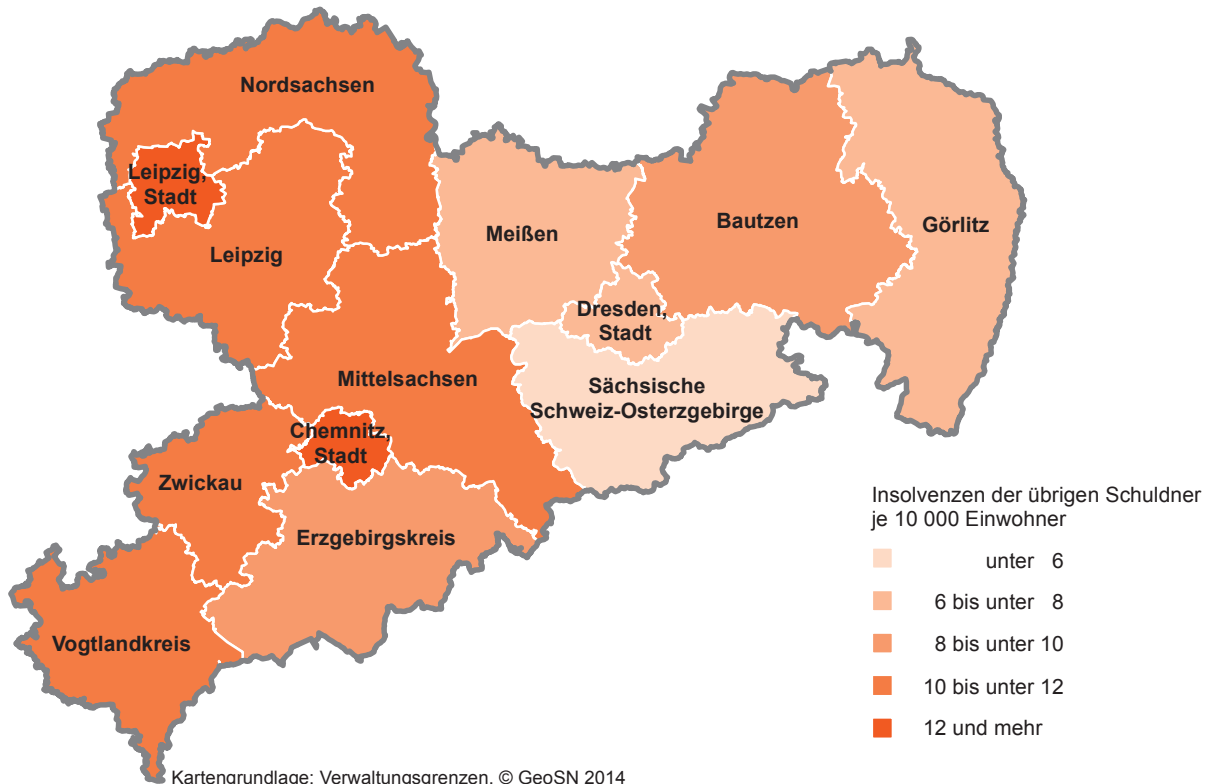 Nordsachsen
Leipzig,
Stadt
Leipzig
Meißen
Bautzen
Görlitz
Dresden,
Stadt
Mittelsachsen
Sächsische
Schweiz-Osterzgebirge
Chemnitz,
Stadt
Zwickau
Erzgebirgskreis
Vogtlandkreis
Insolvenzen der übrigen Schuldner
je 10 000 Einwohner
unter 6
6 bis unter 8
8 bis unter 10
10 bis unter 12
12 und mehr
Kartengrundlage: Verwaltungsgrenzen, © GeoSN 2014